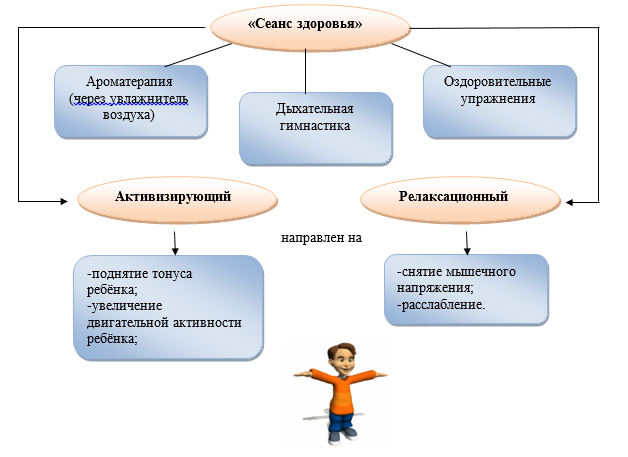 «Сеанс здоровья»
Ароматерапия
(через увлажнитель
воздуха)
Дыхательная
гимнастика
Оздоровительные
упражнения
Активизирующий
Релаксационный
направлен на
-поднятие тонуса
ребёнка;
-увеличение
двигательной активности
ребёнка;
-снятие мышечного
напряжения;
-расслабление.